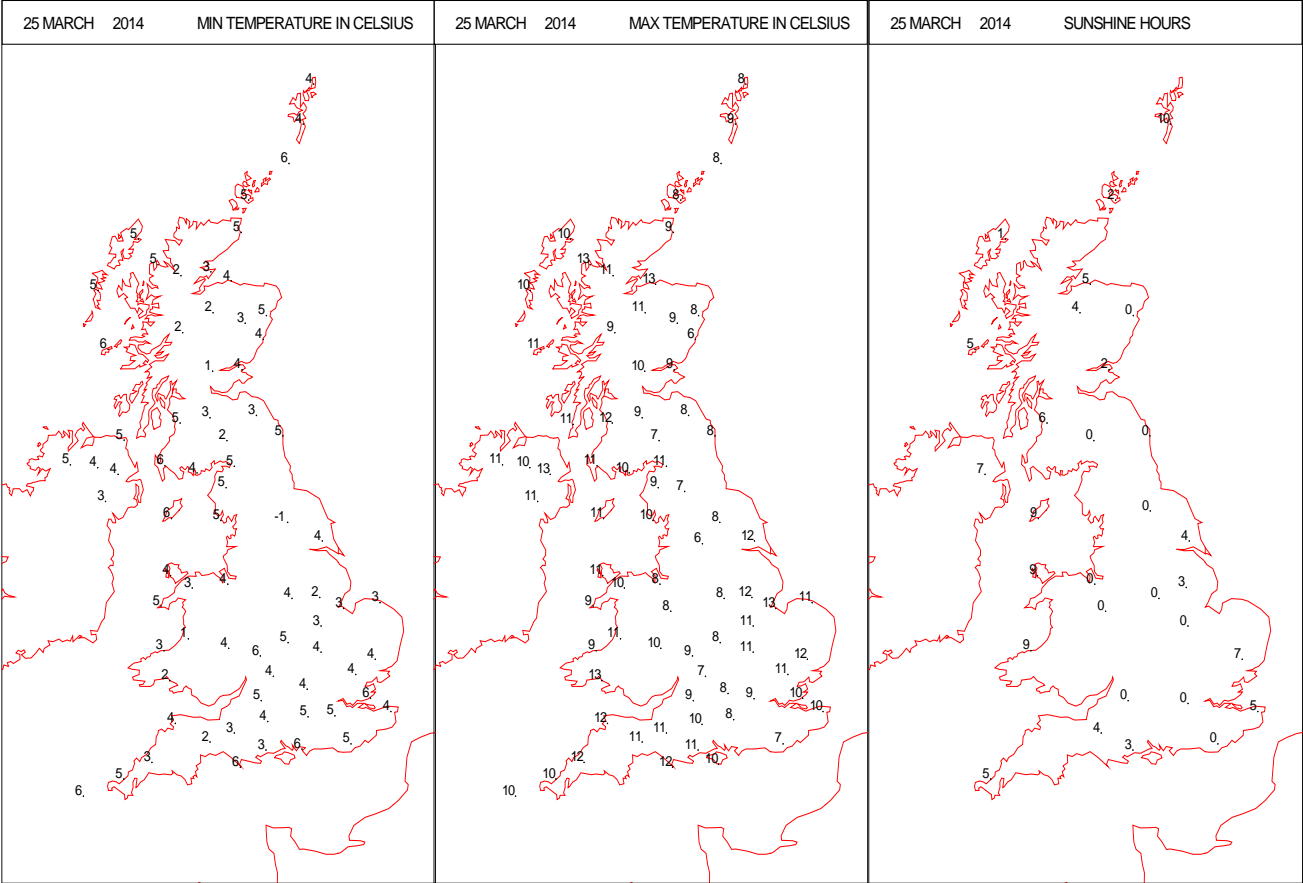 25 MARCH 2014 MIN TEMPERATURE IN CELSIUS
4
4
6
5
5 5
5 2 3 4
5
2 5
3
2 4
6
1 4
3 3
5 2 5
5
5 4 4 6 4 5
3 5
6 5 -1
4
4 3 4
4 2
5 3 3
3
1 5
3 4 6 4 4
2 4 4 4
5 6
4 4 5 5 4
3
2 3 6 5
3 6
5
6
25 MARCH 2014 MAX TEMPERATURE IN CELSIUS
8
9
8
8
10 9
13 11 13
10
11 8
9
9 6
11
10 9
9 8
11 12 7 8
11 10 13 11 10 11
11 9 7
11 10 8
6 12
11 10 8
8 12
9 8 13 11
11
11 8
9 10 9 11 12
13 7 11
8 9 9 10
12 10 8 10
11
11 11 7
12 12 10
10
10
25 MARCH 2014 SUNSHINE HOURS
8
10
2
1
5
4 0
5
2
6
0 0
7
0
9
4
9 0 3
0
0
0
9 7
0 0 5
4
3 0
5